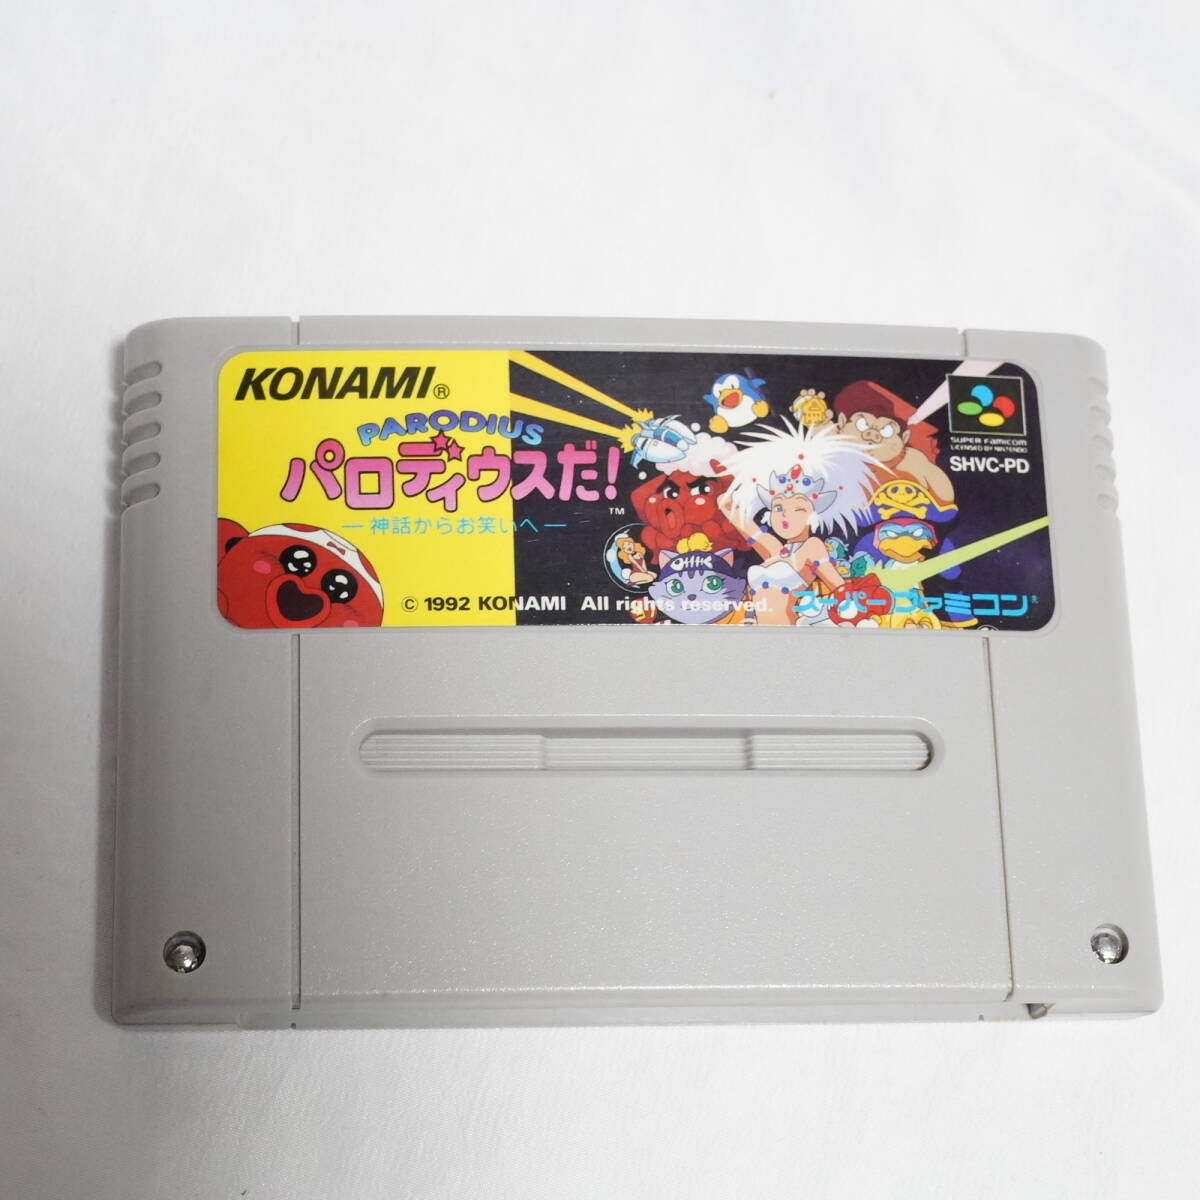 KONAMI®
PARODIUS
パロディウスだ!
™
—神話からお笑いへ—
© 1992 KONAMI All rights reserved.
SUPER FAMICOM
LICENSED BY NINTENDO
SHVC-PD
スーパーファミコン